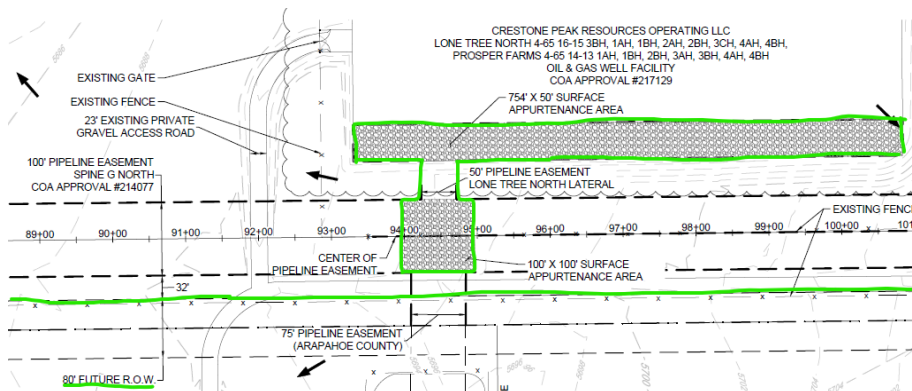 CRESTONE PEAK RESOURCES OPERATING LLC
LONE TREE NORTH 4-65 16-15 3BH, 1AH, 1BH, 2AH, 2BH, 3CH, 4AH, 4BH,
PROSPER FARMS 4-65 14-13 1AH, 1BH, 2BH, 3AH, 3BH, 4AH, 4BH
OIL & GAS WELL FACILITY
COA APPROVAL #217129
EXISTING GATE
EXISTING FENCE
754' X 50' SURFACE
APPURTENANCE AREA
23' EXISTING PRIVATE
GRAVEL ACCESS ROAD
100' PIPELINE EASEMENT
SPINE G NORTH
COA APPROVAL #214077
50' PIPELINE EASEMENT
LONE TREE NORTH LATERAL
EXISTING FENCE
89+00 90+00 91+00 92+00 93+00 94+00 95+00 96+00 97+00 98+00 99+00 100+00
CENTER OF
PIPELINE EASEMENT
100' X 100' SURFACE
APPURTENANCE AREA
32'
75' PIPELINE EASEMENT
(ARAPAHOE COUNTY)
80' FUTURE R.O.W.